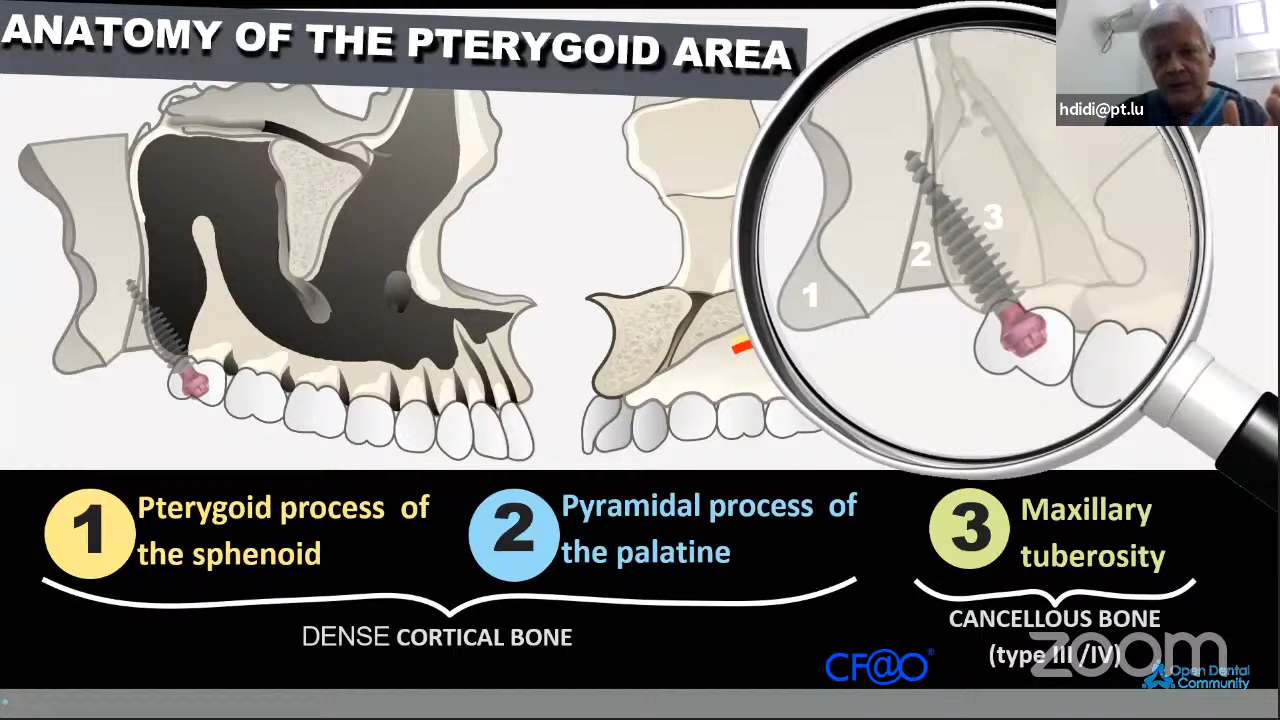 ANATOMY OF THE PTERYGOID AREA
hdidi@pt.lu
1
2
3
1
Pterygoid process of
the sphenoid
2
Pyramidal process of
the palatine
3
Maxillary
tuberosity
DENSE CORTICAL BONE
CANCELLOUS BONE
(type III /IV)
zoom
CF@O®
Open Dental
Community